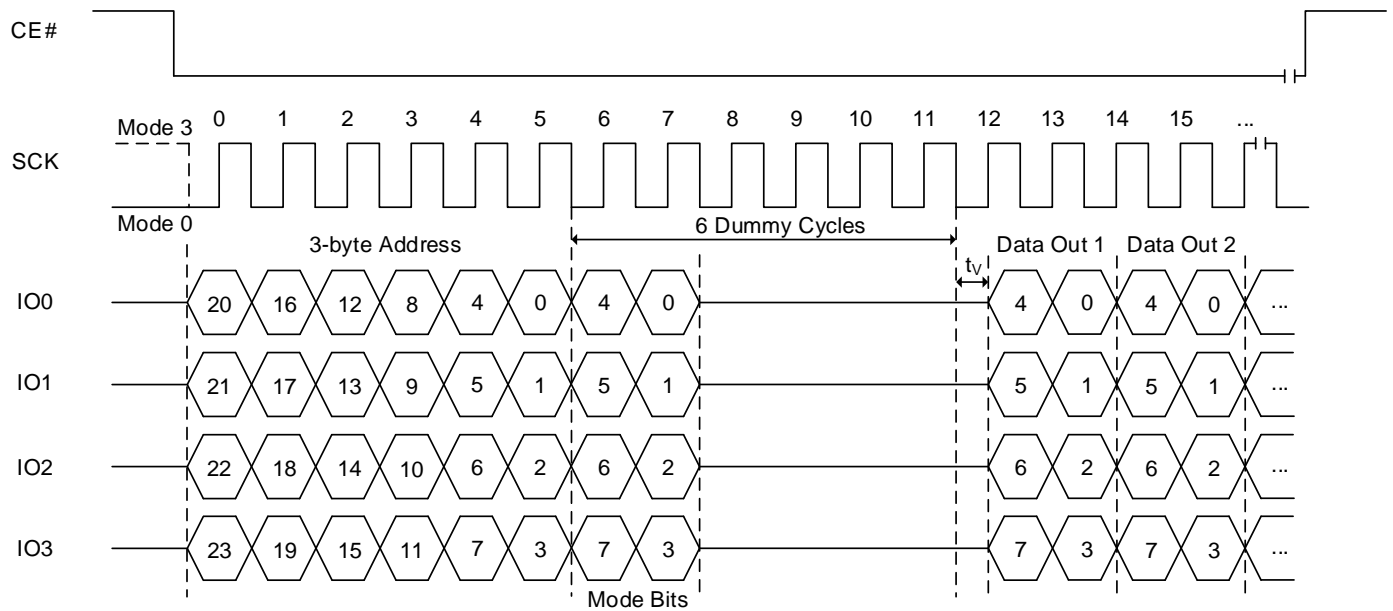 CE#
Mode 3 0 1 2 3 4 5 6 7 8 9 10 11 12 13 14 15 ...
SCK
Mode 0
6 Dummy Cycles
3-byte Address Data Out 1 Data Out 2
tV
IO0 20 16 12 8 4 0 4 0 4 0 4 0 ...
IO1 21 17 13 9 5 1 5 1 5 1 5 1 ...
IO2 22 18 14 10 6 2 6 2 6 2 6 2 ...
IO3 23 19 15 11 7 3 7 3 7 3 7 3 ...
Mode Bits